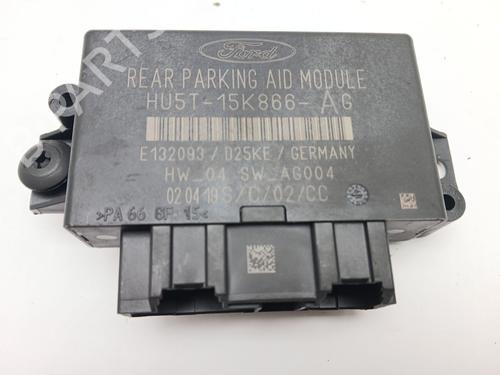 Ford
REAR PARKING AID MODULE
HU5T-15K866-AG
E132093/D25KE/GERMANY
HW_04 SW_AG004
020419S/C/02/CC
>PA 66 GF 15<